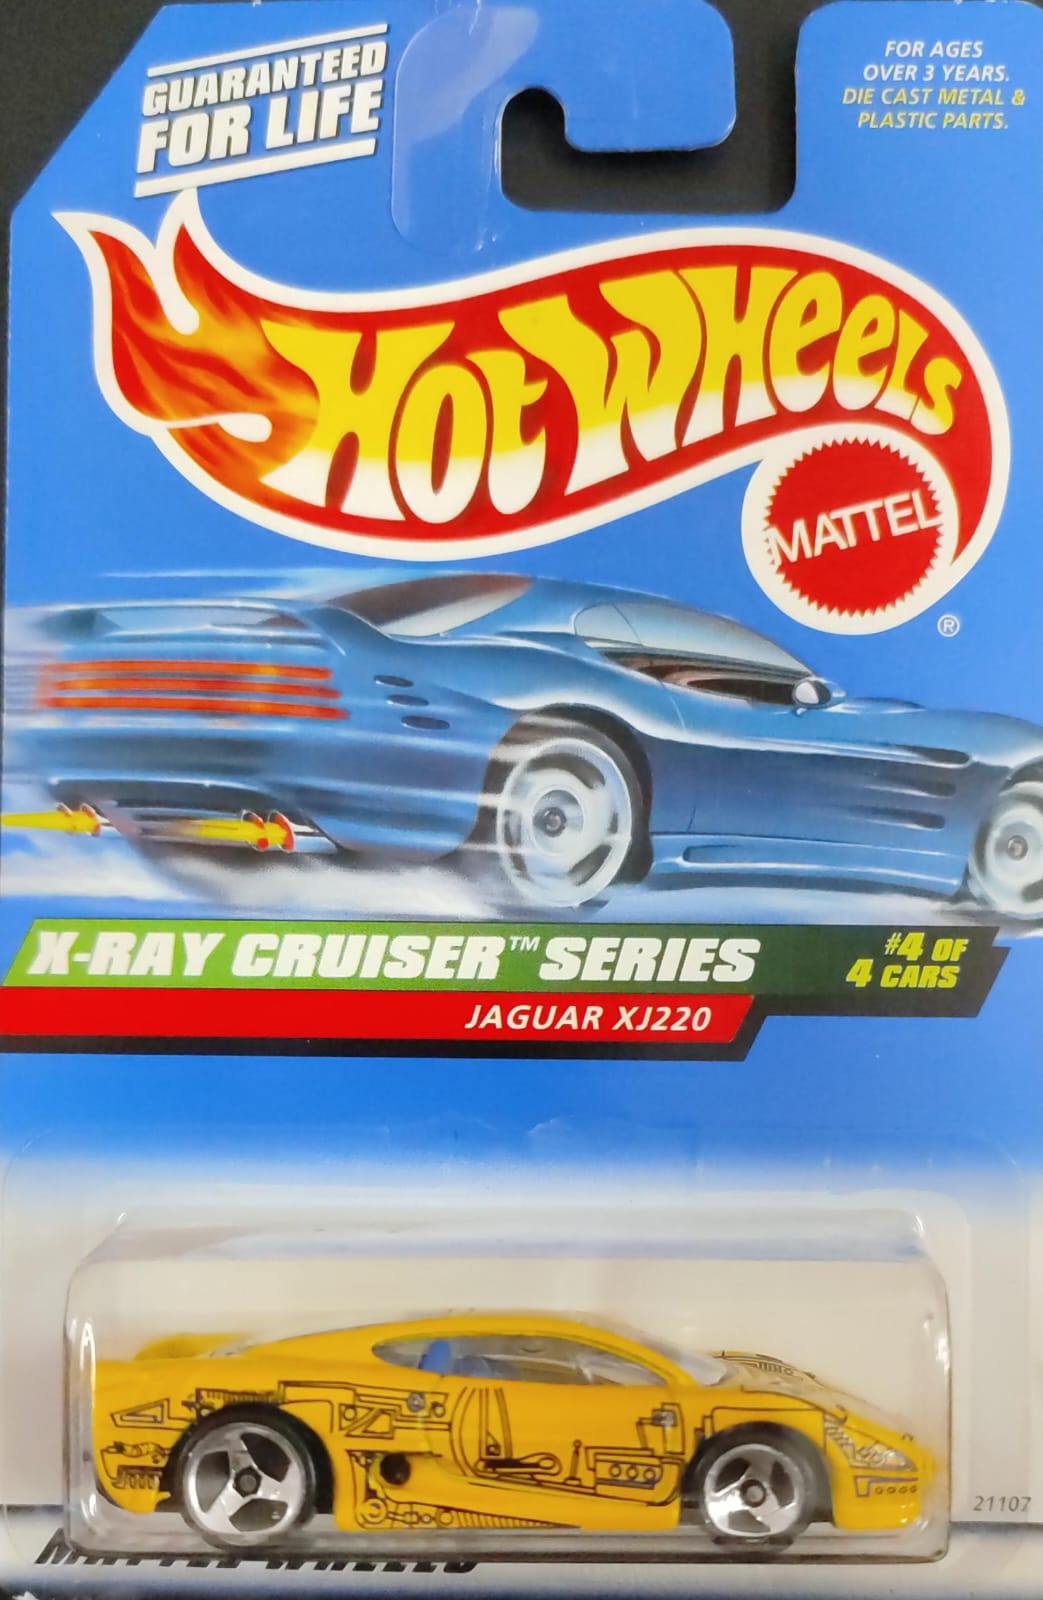 GUARANTEED
FOR LIFE
FOR AGES
OVER 3 YEARS.
DIE CAST METAL &
PLASTIC PARTS.
HOT WHEELS
MATTEL
®
X-RAY CRUISER™ SERIES
#4 OF
4 CARS
JAGUAR XJ220
21107